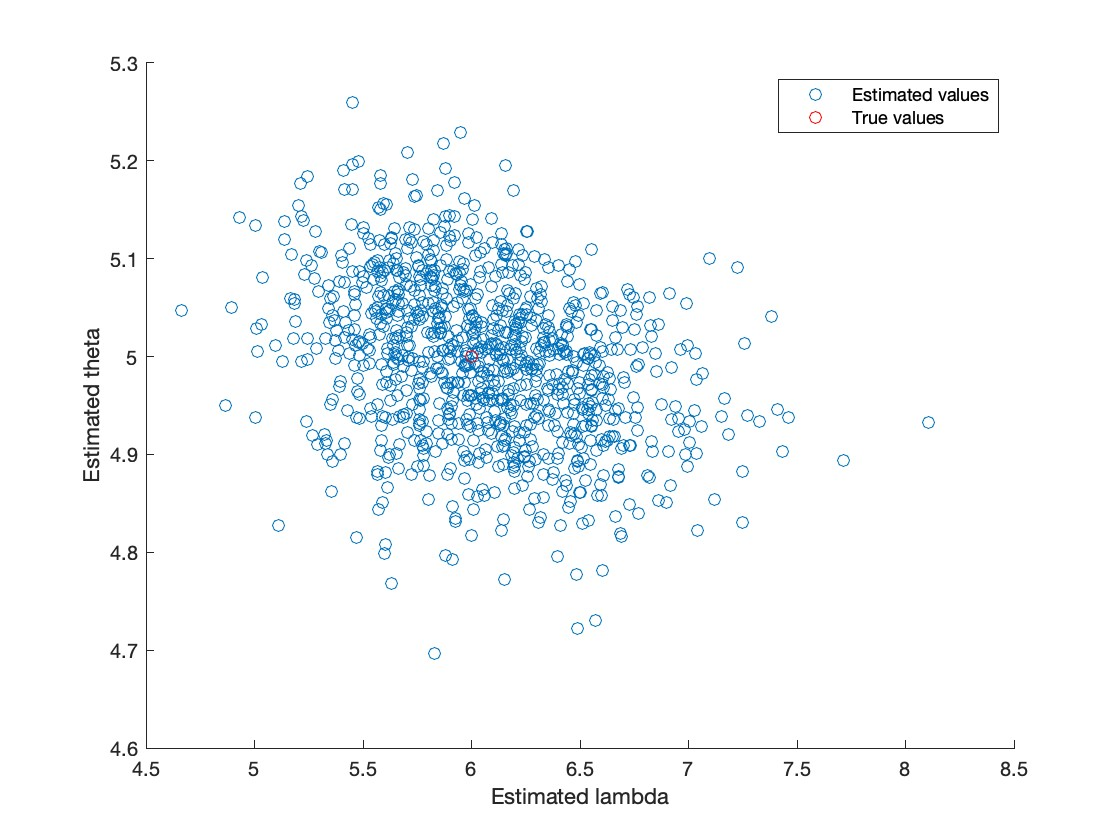 5.3
5.2
5.1
5
4.9
4.8
4.7
4.6
4.5 5 5.5 6 6.5 7 7.5 8 8.5
Estimated lambda
Estimated theta
Estimated values
True values